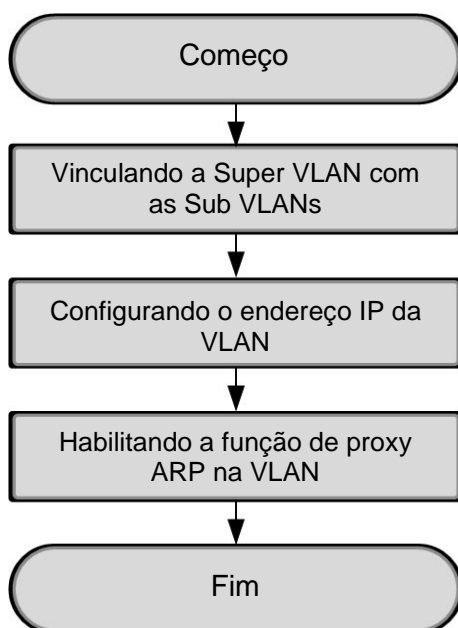 Começo
Vinculando a Super VLAN com
as Sub VLANs
Configurando o endereço IP da
VLAN
Habilitando a função de proxy
ARP na VLAN
Fim